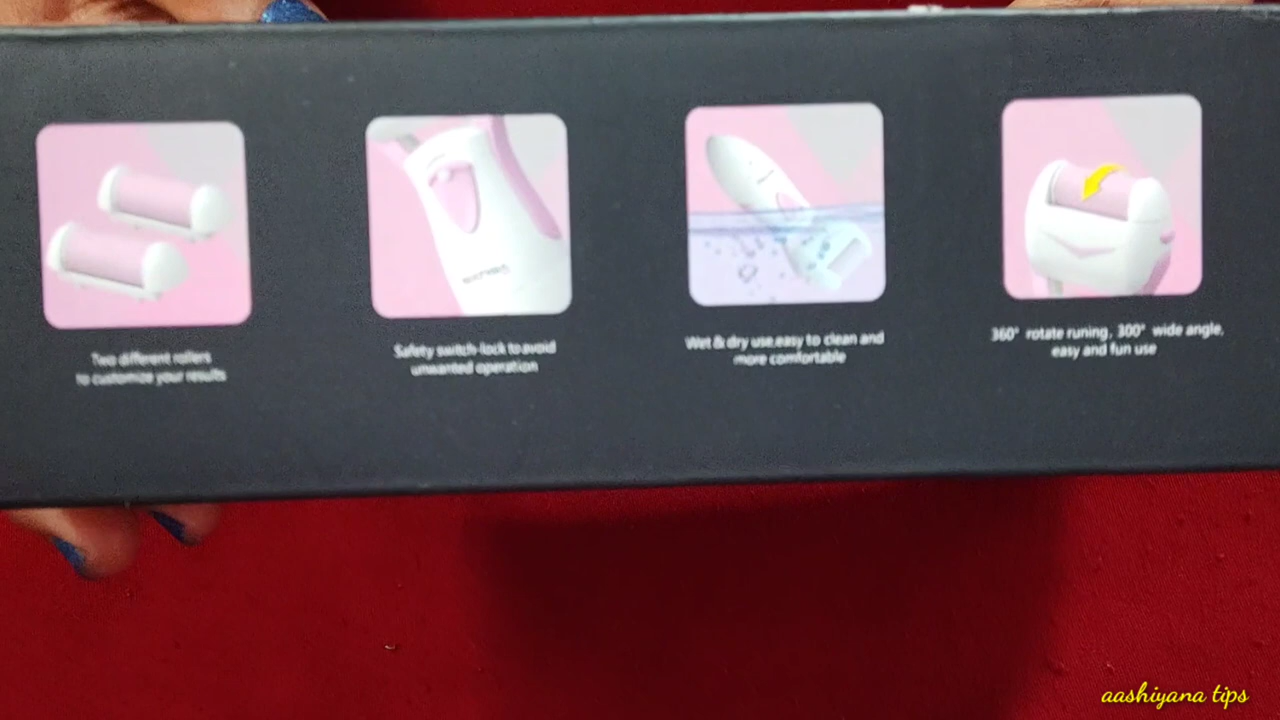 Two different rollers
to customize your results
Safety switch-lock to avoid
unwanted operation
Wet & dry use,easy to clean and
more comfortable
360° rotate runing, 300° wide angle,
easy and fun use
aashiyana tips